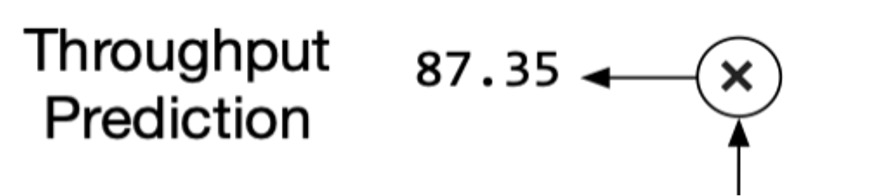 Throughput
Prediction
87.35
×